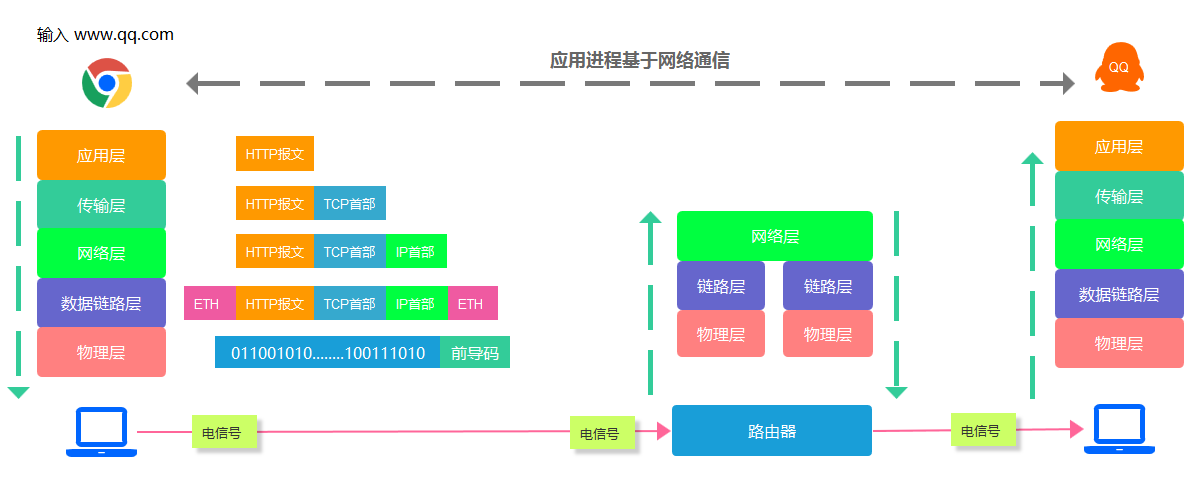 输入 www.qq.com
应用进程基于网络通信
QQ
应用层
HTTP报文
传输层
HTTP报文 TCP首部
网络层
HTTP报文 TCP首部 IP首部
数据链路层
ETH HTTP报文 TCP首部 IP首部 ETH
物理层
011001010........100111010 前导码
网络层
链路层 链路层
物理层 物理层
应用层
传输层
网络层
数据链路层
物理层
电信号
电信号
路由器
电信号